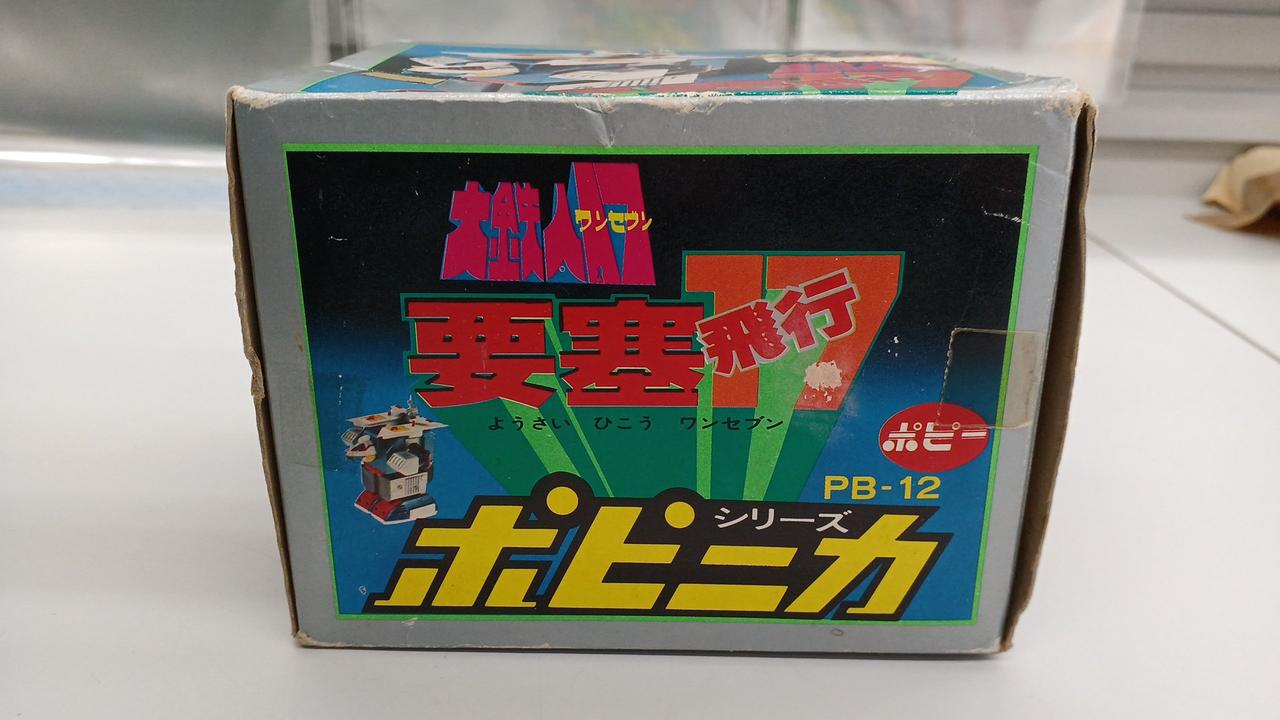 大鉄人17
ワンセブン
要塞飛行17
ようさい ひこう ワンセブン
ポピー
PB-12
ポピニカ
シリーズ